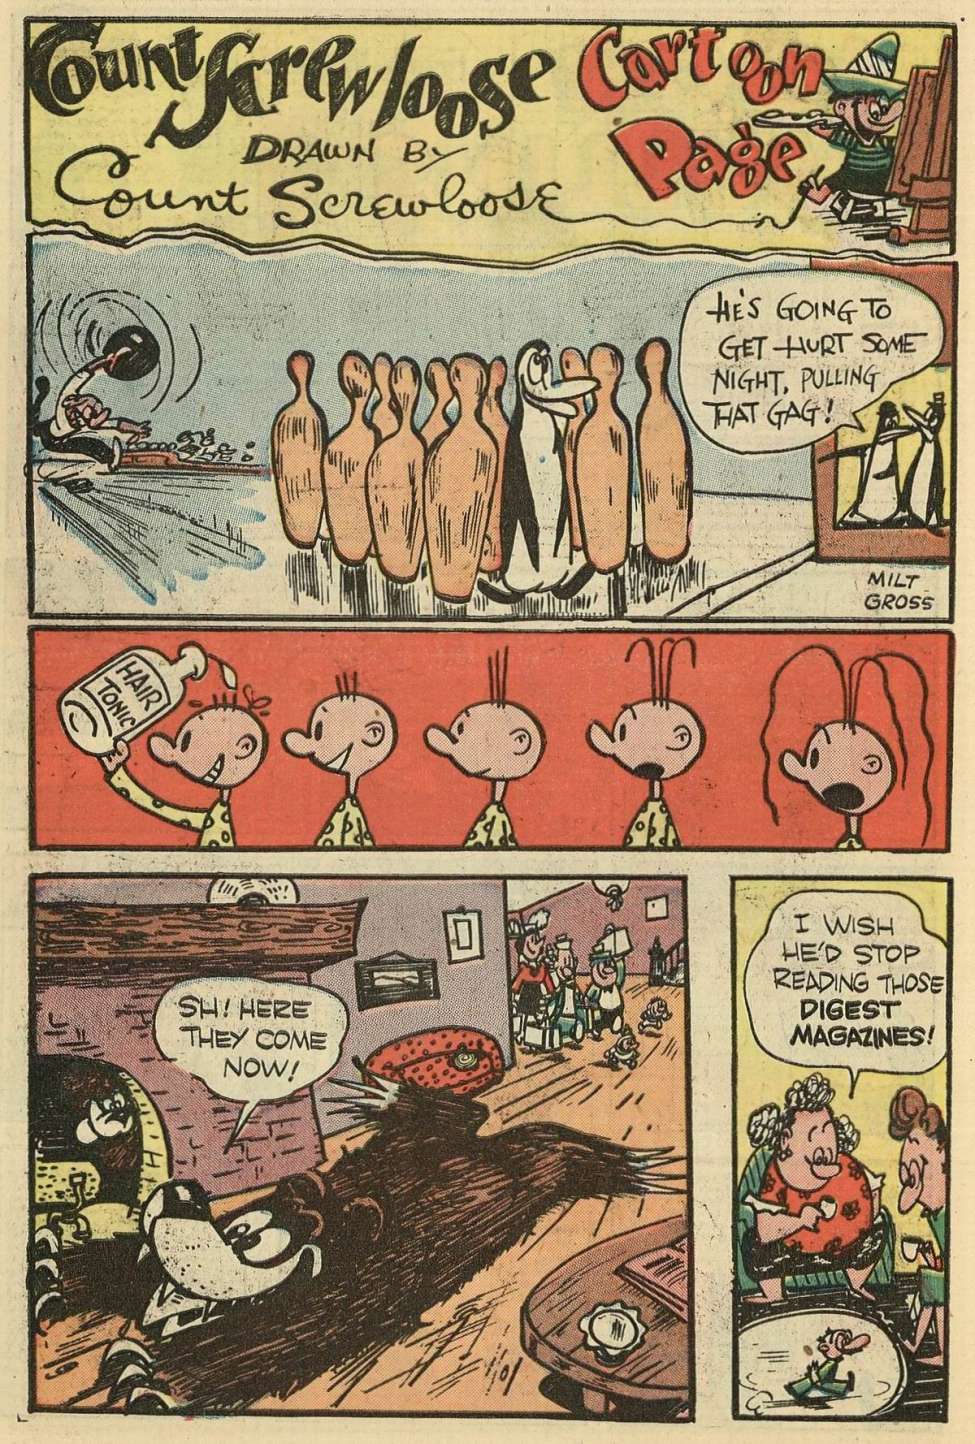 Count Screwloose
Cartoon
Page
DRAWN BY
Count Screwloose
HE'S GOING TO
GET HURT SOME
NIGHT, PULLING
THAT GAG!
MILT
GROSS
HAIR
TONIC
SH! HERE
THEY COME
NOW!
I WISH
HE'D STOP
READING THOSE
DIGEST
MAGAZINES!